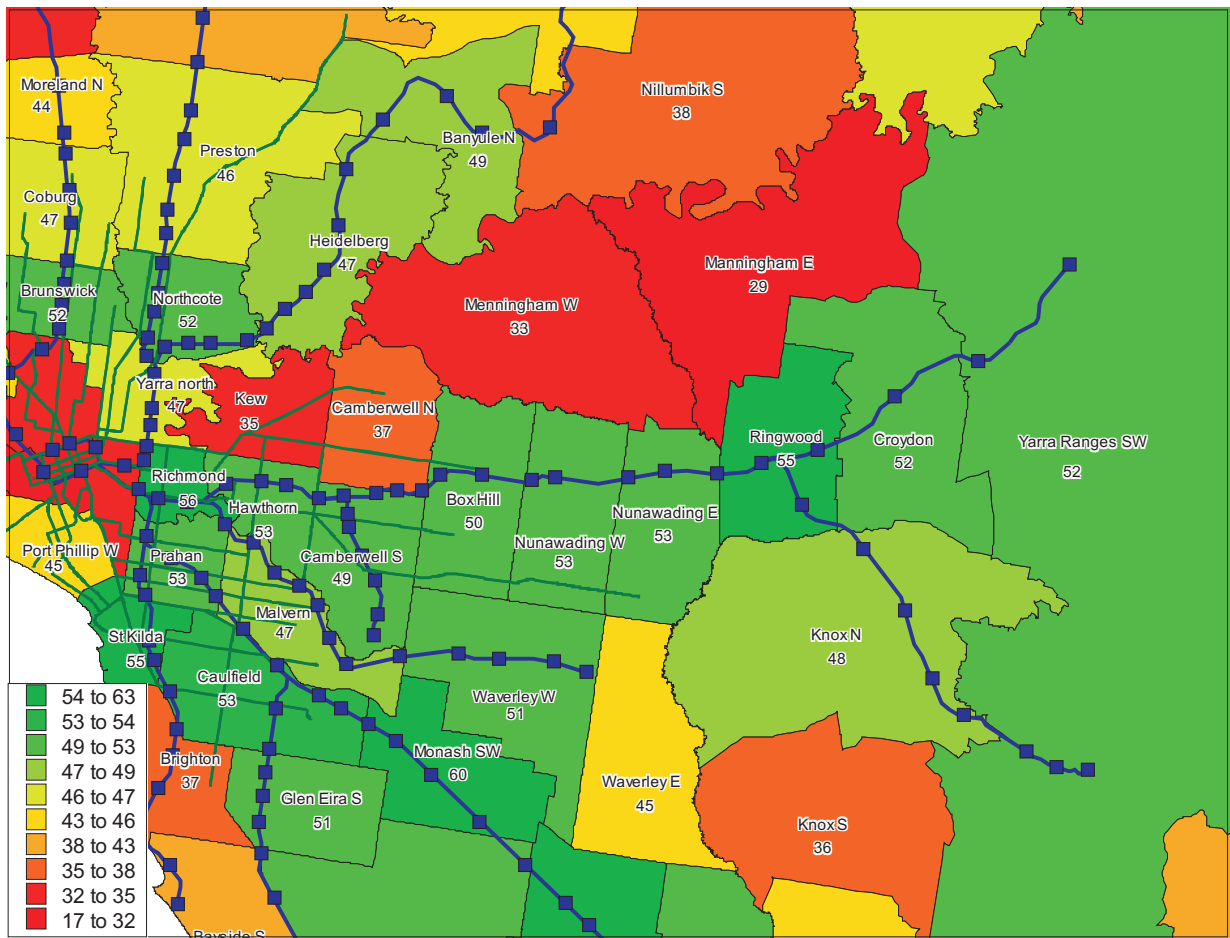 Moreland N
44
Nillumbik S
38
Banyule N
49
Preston
46
Coburg
47
Heidelberg
47
Manningham E
29
Brunswick
52
Northcote
52
Menningham W
33
Yarra north
47
Kew
35
Camberwell N
37
Ringwood
55
Croydon
52
Yarra Ranges SW
52
Richmond
56
Hawthorn
53
Box Hill
50
Nunawading E
53
Nunawading W
53
Port Phillip W
45
Prahan
53
Camberwell S
49
Malvern
47
St Kilda
55
Knox N
48
Caulfield
53
Waverley W
51
Monash SW
60
Brighton
37
Waverley E
45
Glen Eira S
51
Knox S
36
Bayside S
54 to 63
53 to 54
49 to 53
47 to 49
46 to 47
43 to 46
38 to 43
35 to 38
32 to 35
17 to 32